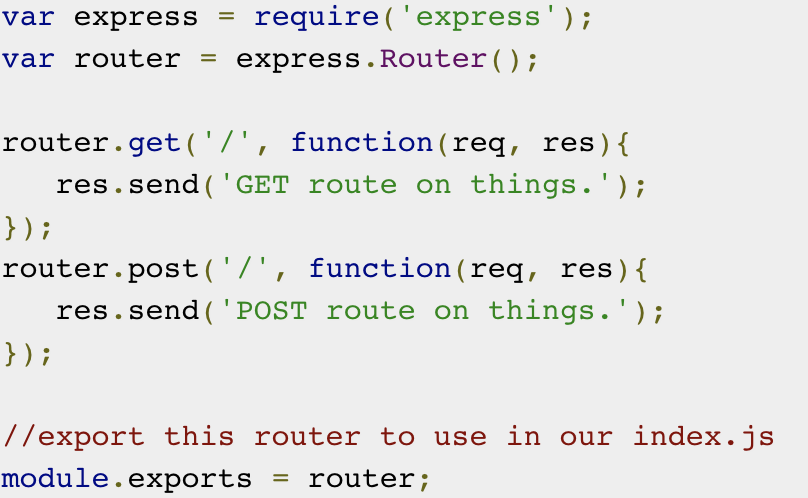 var express = require('express');
var router = express.Router();

router.get('/', function(req, res){
   res.send('GET route on things.');
});
router.post('/', function(req, res){
   res.send('POST route on things.');
});

//export this router to use in our index.js
module.exports = router;